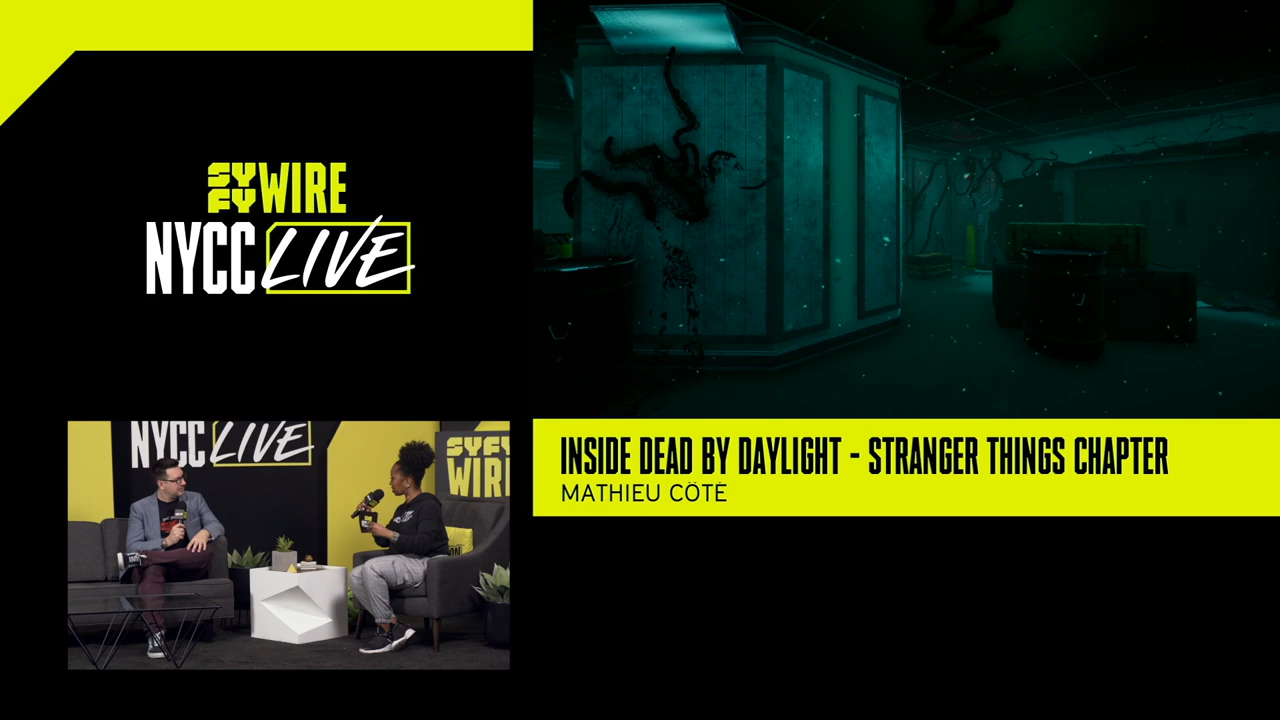 SYFY WIRE
NYCC LIVE
INSIDE DEAD BY DAYLIGHT - STRANGER THINGS CHAPTER
MATHIEU CÔTÉ
NYCC LIVE
SYFY
WIRE